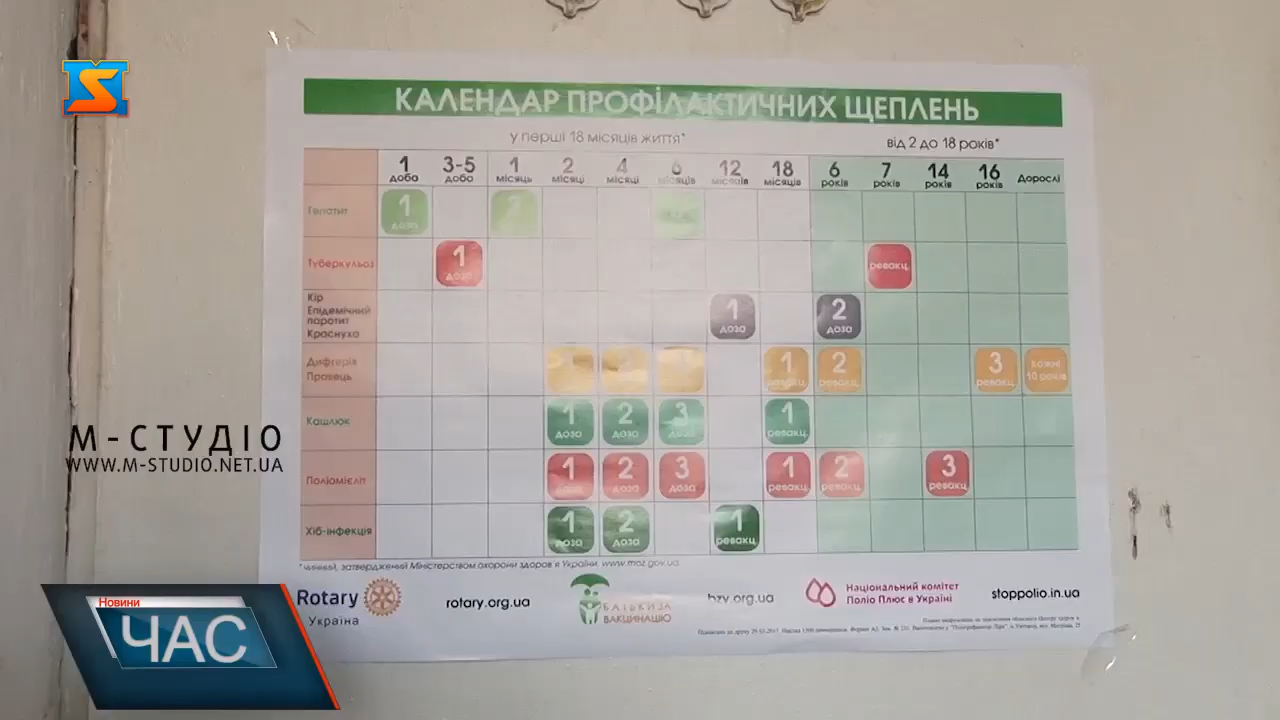 КАЛЕНДАР ПРОФІЛАКТИЧНИХ ЩЕПЛЕНЬ
у перші 18 місяців життя* від 2 до 18 років*
1 доба 3-5 доба 1 місяць 2 місяці 4 місяці 6 місяців 12 місяців 18 місяців 6 років 7 років 14 років 16 років Дорослі
Гепатит 1 доза 2
Туберкульоз 1 доза ревакц.
Кір
Епідемічний
паротит
Краснуха
1 доза 2 доза
Дифтерія
Правець
1 ревакц. 2 ревакц. 3 ревакц. Кожні 10 років
Кашлюк 1 доза 2 доза 3 доза 1 ревакц.
Поліомієліт 1 доза 2 доза 3 доза 1 ревакц. 2 ревакц. 3 ревакц.
Хіб-інфекція 1 доза 2 доза 1 ревакц.
*чинний, затверджений Міністерством охорони здоров'я України. www.moz.gov.ua
Rotary
Україна
rotary.org.ua
БАТЬКИ ЗА
ВАКЦИНАЦІЮ
bzv.org.ua
Національний комітет
Поліо Плюс в Україні
stoppolio.in.ua
М-СТУДІО
WWW.M-STUDIO.NET.UA
Новини
ЧАС